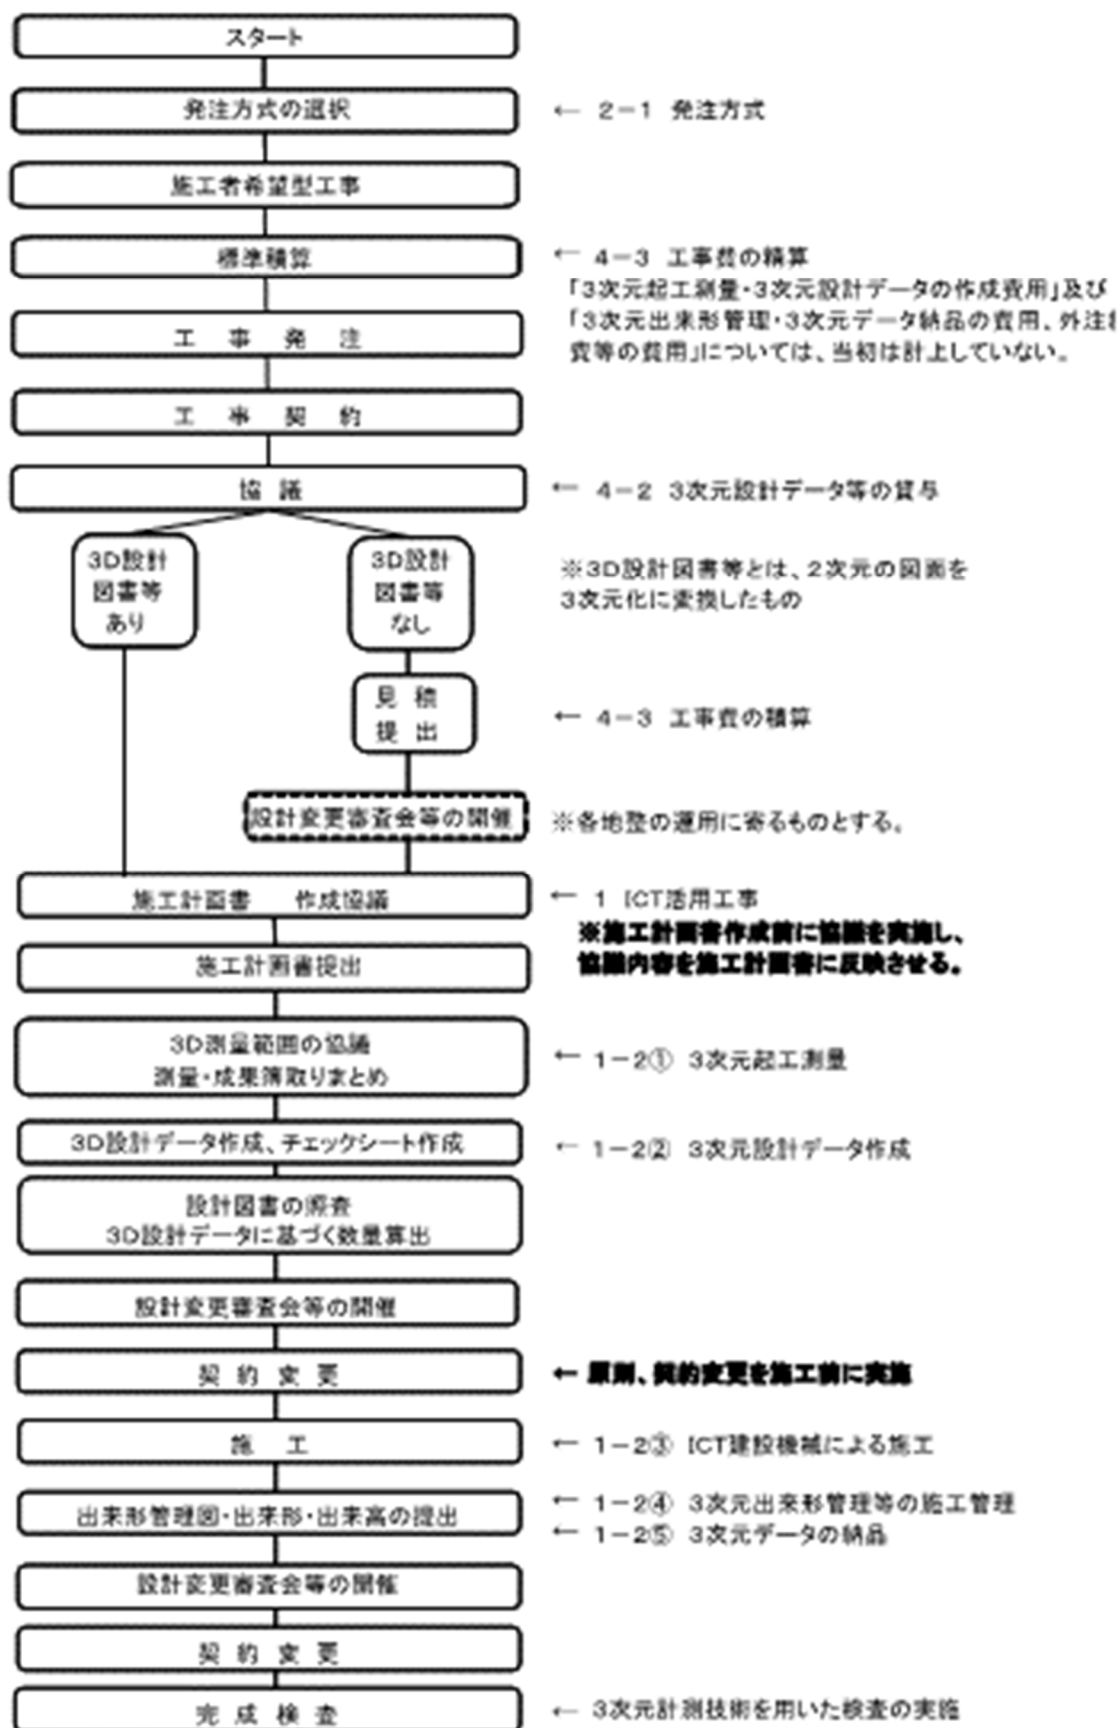 スタート
発注方式の選択
← 2－1 発注方式
施工者希望型工事
標準積算
← 4－3 工事費の積算
「3次元起工測量・3次元設計データの作成費用」及び
「3次元出来形管理・3次元データ納品の費用、外注
費等の費用」については、当初は計上していない。
工 事 発 注
工 事 契 約
協 議
← 4－2 3次元設計データ等の貸与
3D設計
図書等
あり
3D設計
図書等
なし
※3D設計図書等とは、2次元の図面を
3次元化に変換したもの
見 積
提 出
← 4－3 工事費の積算
設計変更審査会等の開催
※各地整の運用に寄るものとする。
施工計画書 作成協議
← 1 ICT活用工事
※施工計画書作成前に協議を実施し、
協議内容を施工計画書に反映させる。
施工計画書提出
3D測量範囲の協議
測量・成果簿取りまとめ
← 1－2① 3次元起工測量
3D設計データ作成、チェックシート作成
← 1－2② 3次元設計データ作成
設計図書の照査
3D設計データに基づく数量算出
設計変更審査会等の開催
契 約 変 更
← 原則、契約変更を施工前に実施
施 工
← 1－2③ ICT建設機械による施工
出来形管理図・出来形・出来高の提出
← 1－2④ 3次元出来形管理等の施工管理
← 1－2⑤ 3次元データの納品
設計変更審査会等の開催
契 約 変 更
完 成 検 査
← 3次元計測技術を用いた検査の実施